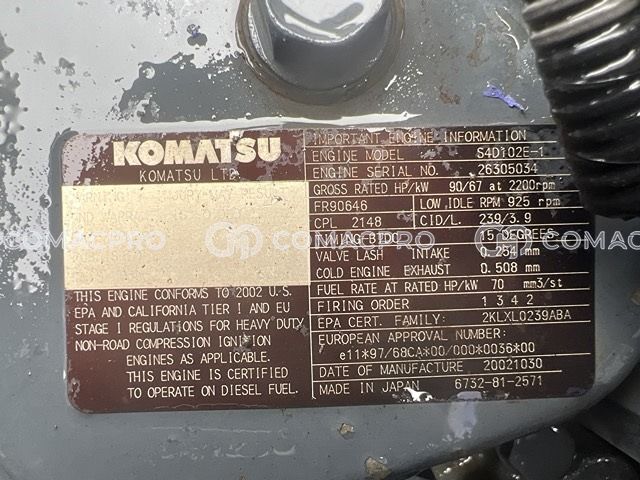 KOMATSU
KOMATSU LTD.
THIS ENGINE CONFORMS TO 2002 U.S.
EPA AND CALIFORNIA TIER I AND EU
STAGE I REGULATIONS FOR HEAVY DUTY
NON-ROAD COMPRESSION IGNITION
ENGINES AS APPLICABLE.
THIS ENGINE IS CERTIFIED
TO OPERATE ON DIESEL FUEL.
IMPORTANT ENGINE INFORMATION
ENGINE MODEL S4D102E-1
ENGINE SERIAL NO. 26305034
GROSS RATED HP/kW 90/67 at 2200rpm
FR90646 LOW IDLE RPM 925 rpm
CPL 2148 CID/L. 239/3.9
TIMING-BTDC 15 DEGREES
VALVE LASH INTAKE 0.254 mm
COLD ENGINE EXHAUST 0.508 mm
FUEL RATE AT RATED HP/kW 70 mm3/st
FIRING ORDER 1 3 4 2
EPA CERT. FAMILY: 2KLXL0239ABA
EUROPEAN APPROVAL NUMBER:
e11*97/68CA*00/000*0036*00
DATE OF MANUFACTURE 20021030
MADE IN JAPAN 6732-81-2571
COMACPRO
COMACPRO
COMACPRO